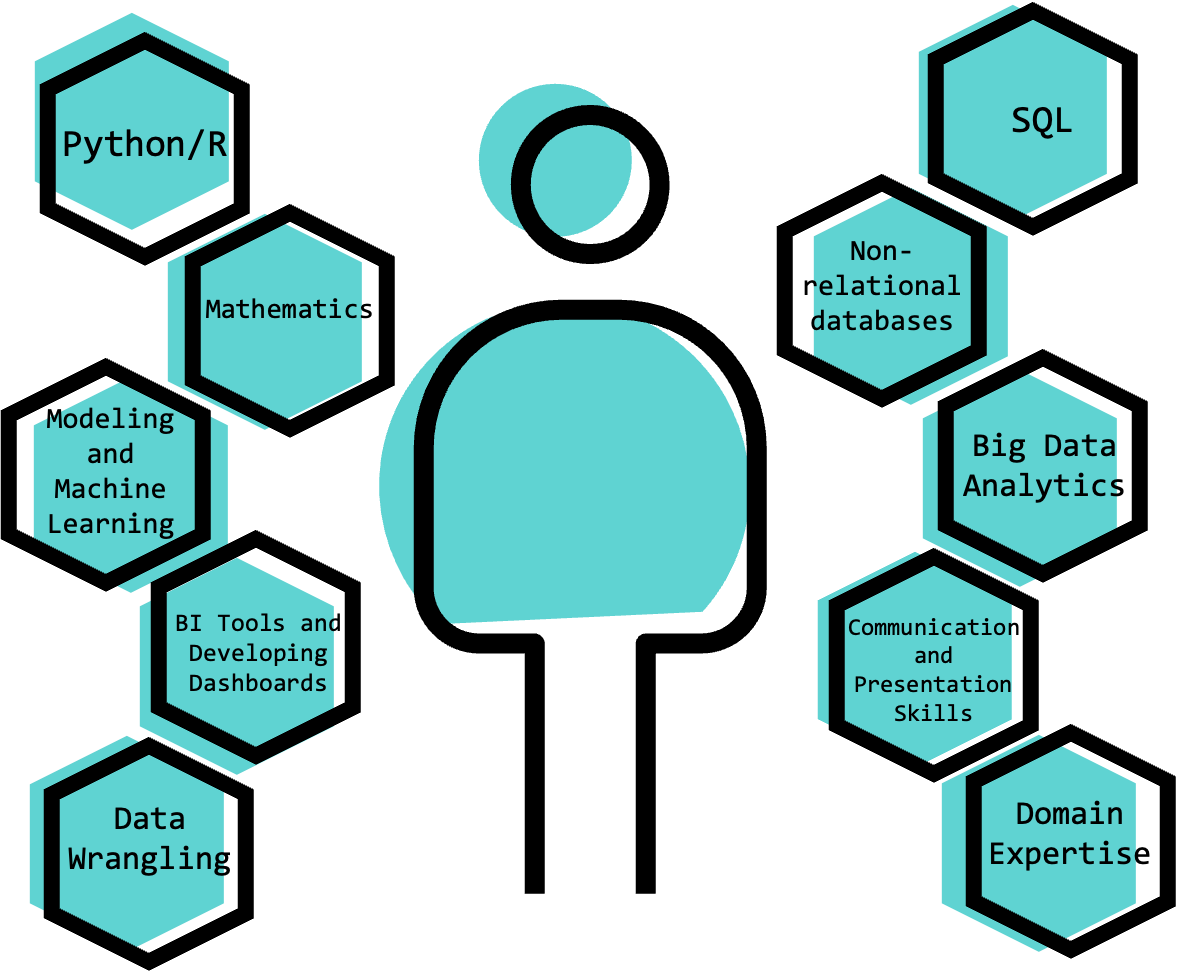 Python/R
Mathematics
Modeling
and
Machine
Learning
BI Tools and
Developing
Dashboards
Data
Wrangling
SQL
Non-
relational
databases
Big Data
Analytics
Communication
and
Presentation
Skills
Domain
Expertise